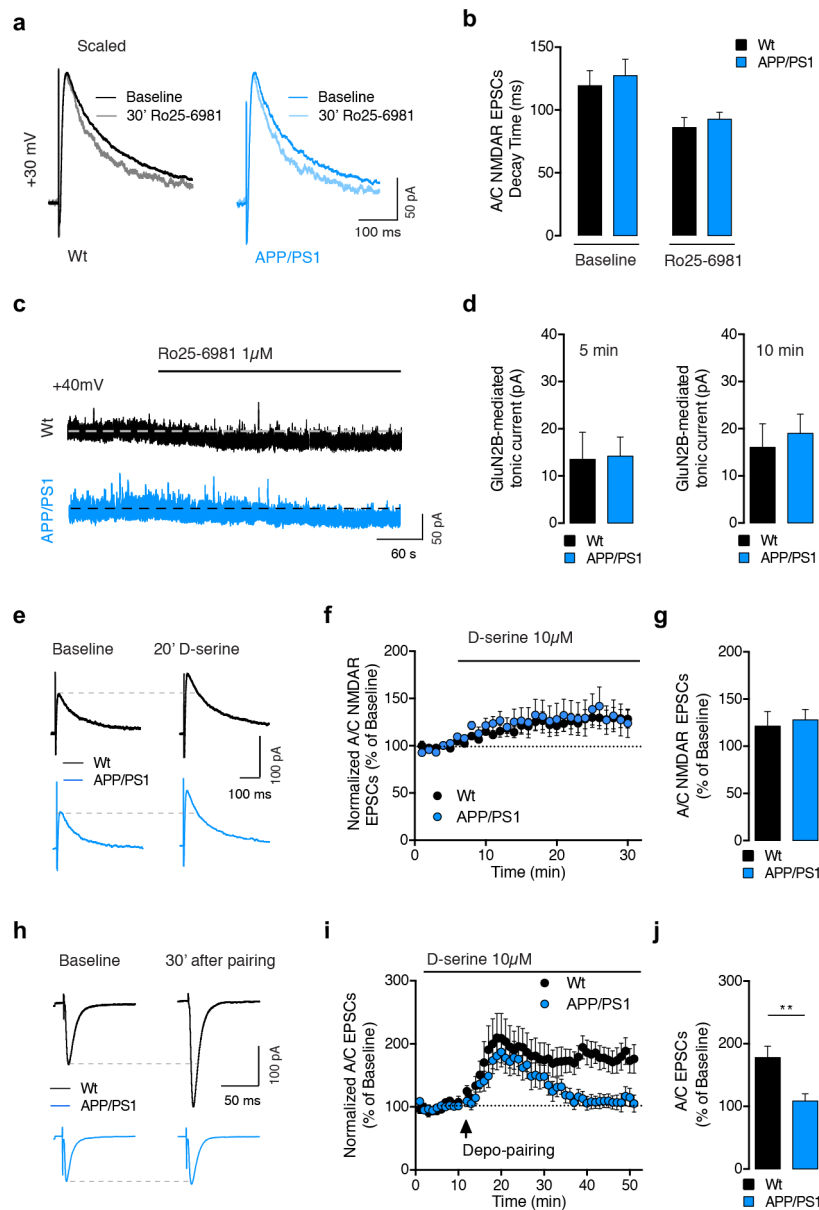 a
Scaled
Baseline
30' Ro25-6981
Baseline
30' Ro25-6981
+30 mV
50 pA
100 ms
Wt
APP/PS1
b
Wt
APP/PS1
A/C NMDAR EPSCs
Decay Time (ms)
150
100
50
0
Baseline
Ro25-6981
c
Ro25-6981 1µM
+40mV
Wt
APP/PS1
50 pA
60 s
d
GluN2B-mediated
tonic current (pA)
40
30
20
10
0
5 min
Wt
APP/PS1
GluN2B-mediated
tonic current (pA)
40
30
20
10
0
10 min
Wt
APP/PS1
e
Baseline
20' D-serine
Wt
APP/PS1
100 pA
100 ms
f
D-serine 10µM
Normalized A/C NMDAR
EPSCs (% of Baseline)
200
150
100
50
0
Wt
APP/PS1
0
10
20
30
Time (min)
g
A/C NMDAR EPSCs
(% of Baseline)
200
150
100
50
0
Wt
APP/PS1
h
Baseline
30' after pairing
Wt
APP/PS1
100 pA
50 ms
i
D-serine 10µM
Normalized A/C EPSCs
(% of Baseline)
300
200
100
0
Wt
APP/PS1
Depo-pairing
0
10
20
30
40
50
Time (min)
j
A/C EPSCs
(% of Baseline)
300
200
100
0
**
Wt
APP/PS1